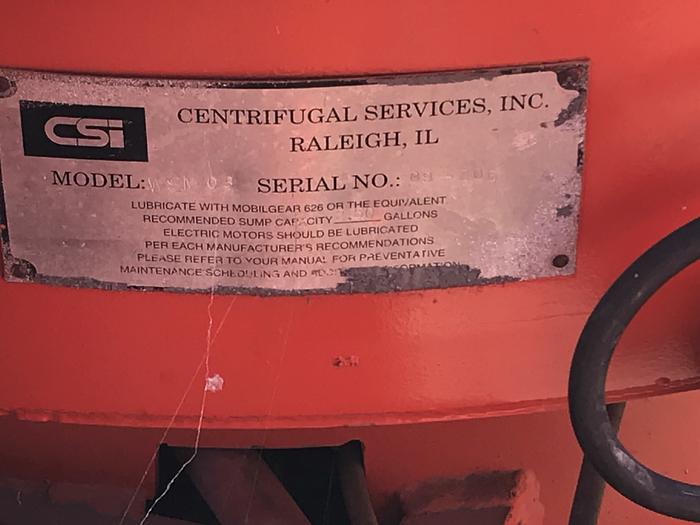 CSI
CENTRIFUGAL SERVICES, INC.
RALEIGH, IL
MODEL: SERIAL NO.:
LUBRICATE WITH MOBILGEAR 626 OR THE EQUIVALENT
RECOMMENDED SUMP CAPACITY GALLONS
ELECTRIC MOTORS SHOULD BE LUBRICATED
PER EACH MANUFACTURER'S RECOMMENDATIONS
PLEASE REFER TO YOUR MANUAL FOR PREVENTATIVE
MAINTENANCE SCHEDULING AND INFORMATION